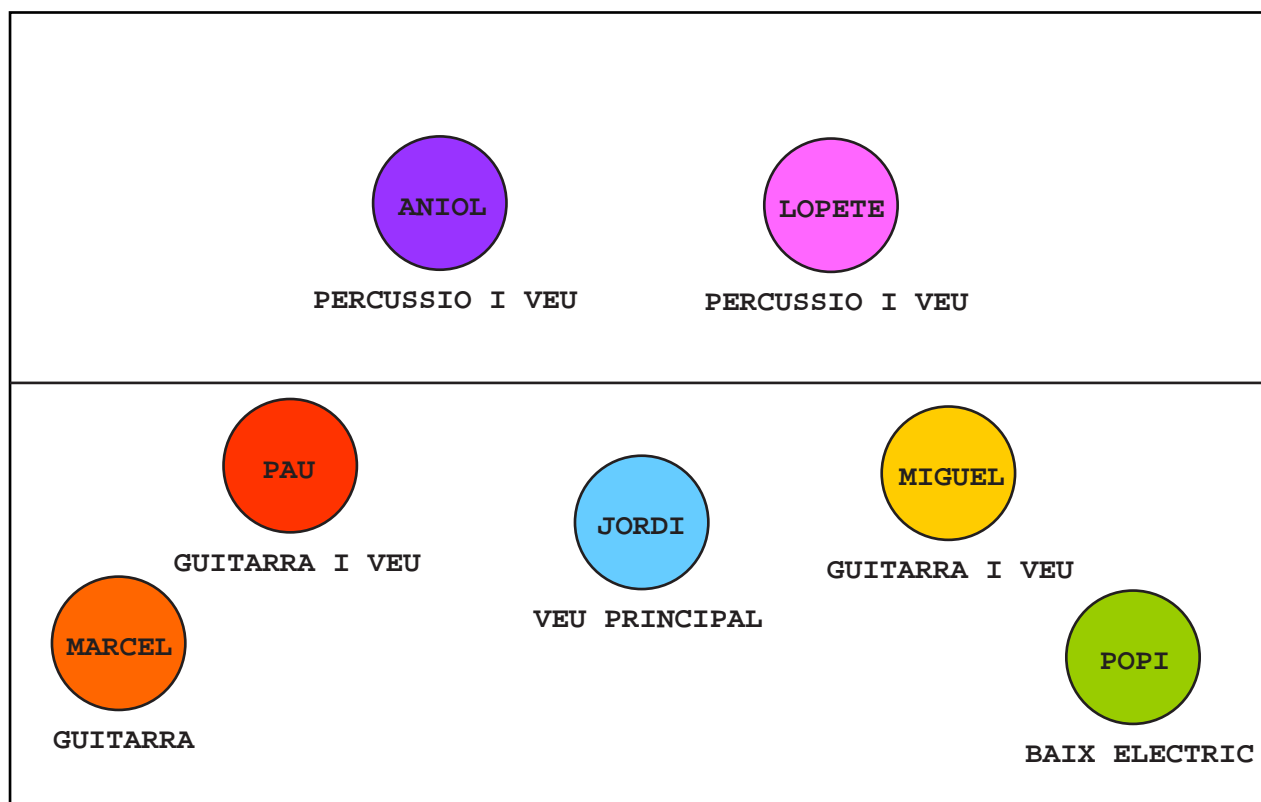 ANIOL
LOPETE
PERCUSSIO I VEU
PERCUSSIO I VEU
PAU
MIGUEL
JORDI
GUITARRA I VEU
GUITARRA I VEU
VEU PRINCIPAL
MARCEL
POPI
GUITARRA
BAIX ELECTRIC